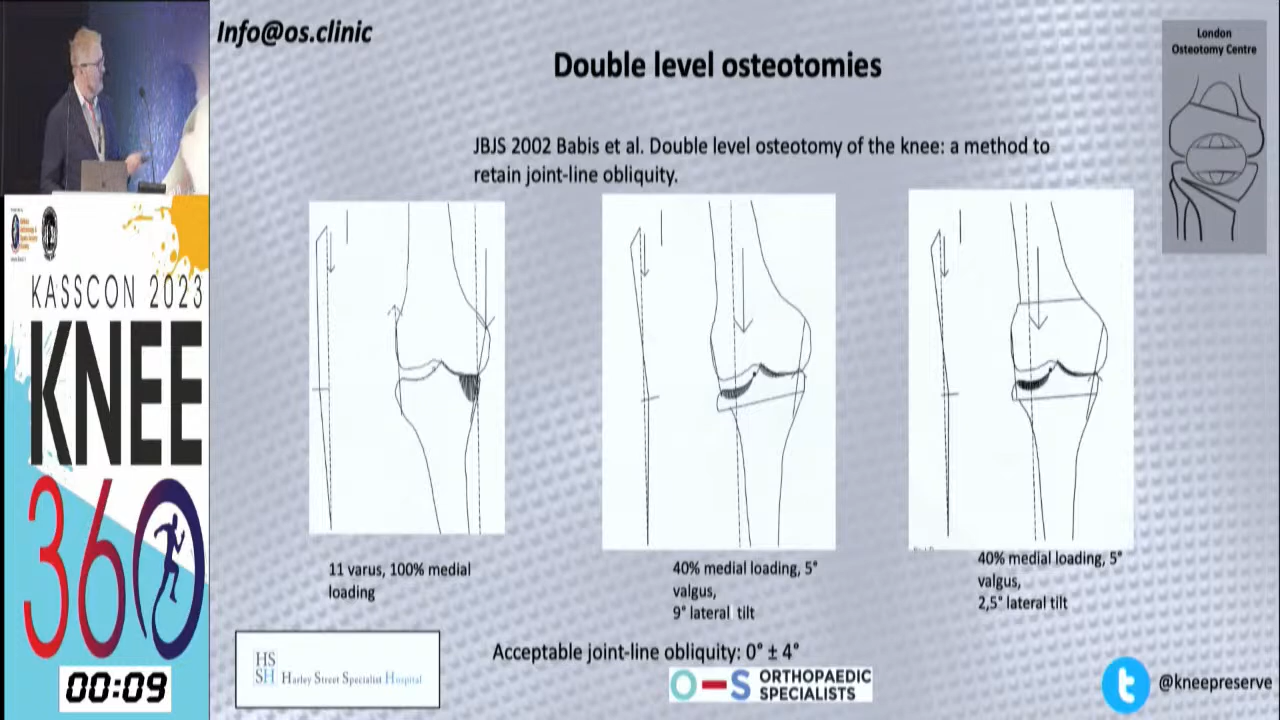 Info@os.clinic
Double level osteotomies
London
Osteotomy Centre
JBJS 2002 Babis et al. Double level osteotomy of the knee: a method to
retain joint-line obliquity.
KASSCON 2023
KNEE
360
00:09
11 varus, 100% medial
loading
40% medial loading, 5°
valgus,
9° lateral tilt
40% medial loading, 5°
valgus,
2,5° lateral tilt
Acceptable joint-line obliquity: 0° ± 4°
HS
SH Harley Street Specialist Hospital
O-S ORTHOPAEDIC
SPECIALISTS
@kneepreserve